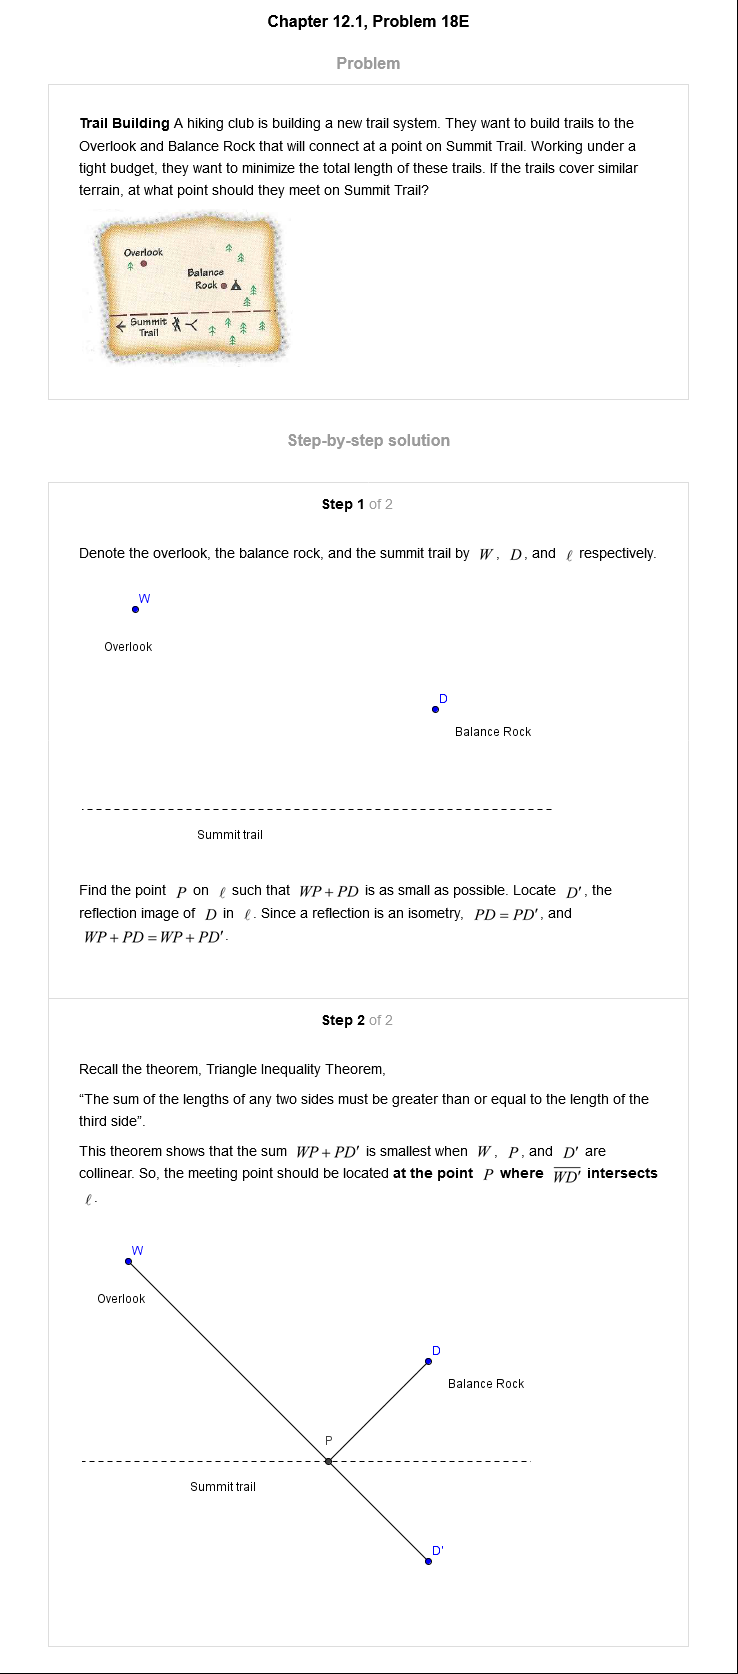 Chapter 12.1, Problem 18E
Problem
Trail Building A hiking club is building a new trail system. They want to build trails to the
Overlook and Balance Rock that will connect at a point on Summit Trail. Working under a
tight budget, they want to minimize the total length of these trails. If the trails cover similar
terrain, at what point should they meet on Summit Trail?
Overlook
Balance
Rock
Summit
Trail
Step-by-step solution
Step 1 of 2
Denote the overlook, the balance rock, and the summit trail by W, D, and ℓ respectively.
W
Overlook
D
Balance Rock
Summit trail
Find the point P on ℓ such that WP + PD is as small as possible. Locate D′, the
reflection image of D in ℓ. Since a reflection is an isometry, PD = PD′, and
WP + PD = WP + PD′.
Step 2 of 2
Recall the theorem, Triangle Inequality Theorem,
“The sum of the lengths of any two sides must be greater than or equal to the length of the
third side”.
This theorem shows that the sum WP + PD′ is smallest when W, P, and D′ are
collinear. So, the meeting point should be located at the point P where W̅D̅′̅ intersects
ℓ.
W
Overlook
D
Balance Rock
P
Summit trail
D'